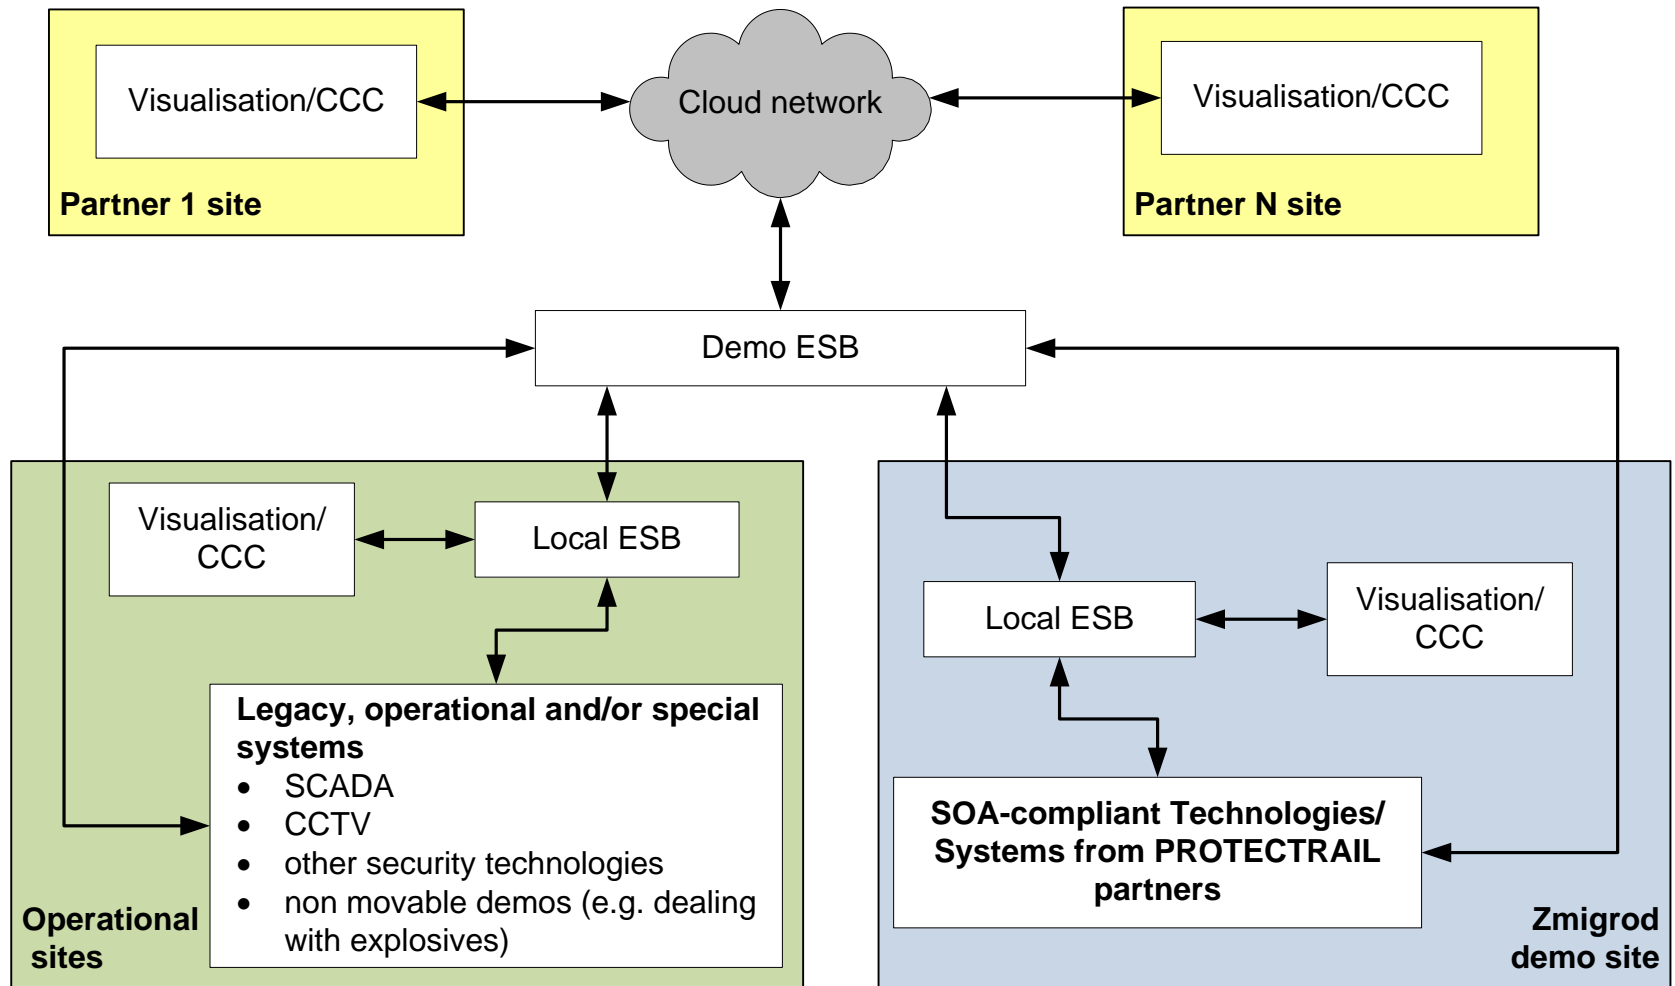 Visualisation/CCC
Partner 1 site
Cloud network
Visualisation/CCC
Partner N site
Demo ESB
Visualisation/
CCC
Local ESB
Legacy, operational and/or special
systems
• SCADA
• CCTV
• other security technologies
• non movable demos (e.g. dealing
with explosives)
Operational
sites
Local ESB
Visualisation/
CCC
SOA-compliant Technologies/
Systems from PROTECTRAIL
partners
Zmigrod
demo site